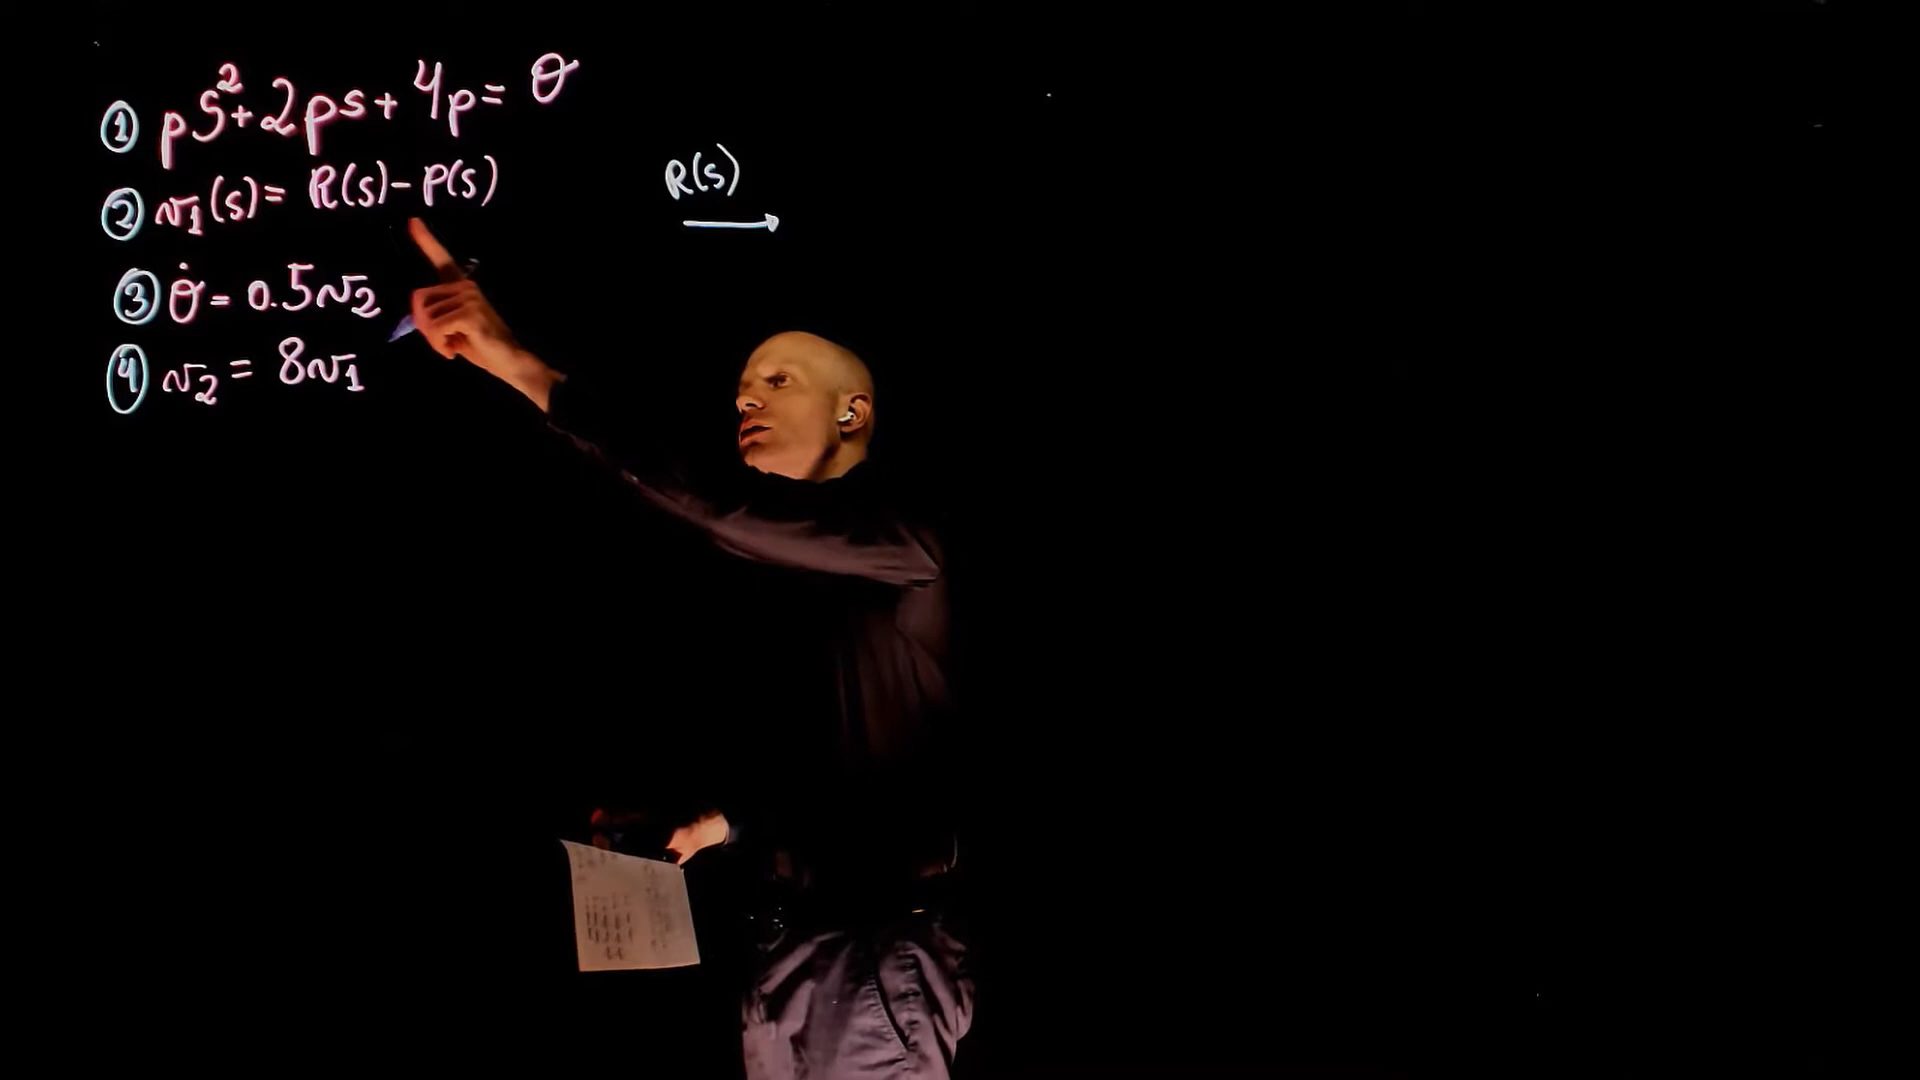 ① pS²+2ps+4p=θ
② v₁(s)=R(s)-P(s)
③ θ̇=0.5v₂
④ v₂=8v₁
R(s)